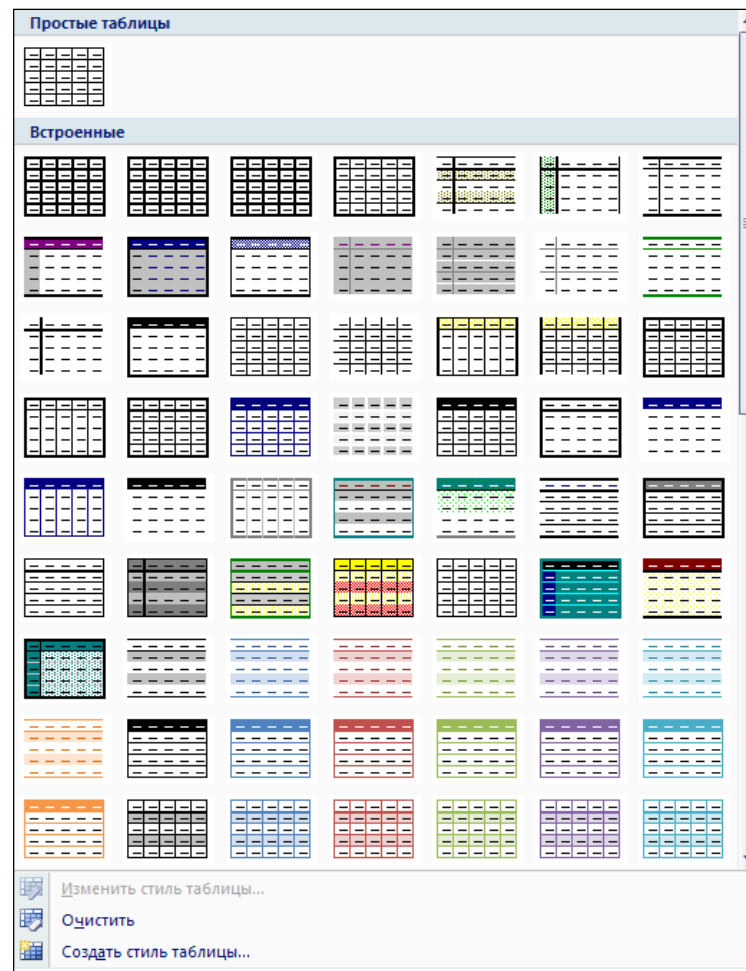 Простые таблицы
Встроенные
Изменить стиль таблицы...
Очистить
Создать стиль таблицы...